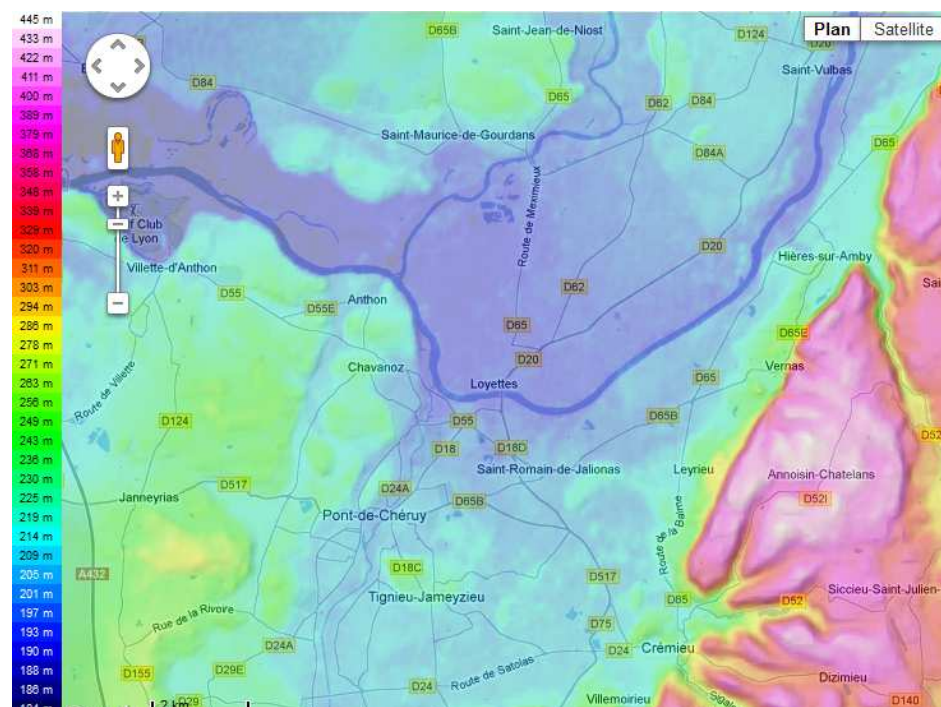 445 m
433 m
422 m
411 m
400 m
389 m
379 m
368 m
358 m
348 m
339 m
329 m
320 m
311 m
303 m
294 m
286 m
278 m
271 m
263 m
256 m
249 m
243 m
236 m
230 m
225 m
219 m
214 m
209 m
205 m
201 m
197 m
193 m
190 m
188 m
186 m
Plan
Satellite
D65B
Saint-Jean-de-Niost
D124
D20
Saint-Vulbas
D84
D65
D62
D84
Saint-Maurice-de-Gourdans
D65
D84A
Route de Meximieux
f Club
de Lyon
Villette-d'Anthon
D20
Hières-sur-Amby
D55
D55E
Anthon
D62
D65
D65E
D20
Chavanoz
Vernas
Loyettes
D65
Route de Villette
D124
D55
D65B
D52
D18
D18D
Saint-Romain-de-Jalionas
Leyrieu
Annoisin-Chatelans
D52I
Janneyrias
D517
D24A
D65B
Pont-de-Chéruy
Route de la Balme
A432
D18C
D517
Tignieu-Jameyzieu
D65
D52
Siccieu-Saint-Julien-
Rue de la Rivoire
D75
D24A
D24
Crémieu
D155
D29E
Route de Satolas
Dizimieu
D24
D29
2 km
Villemoirieu
D140